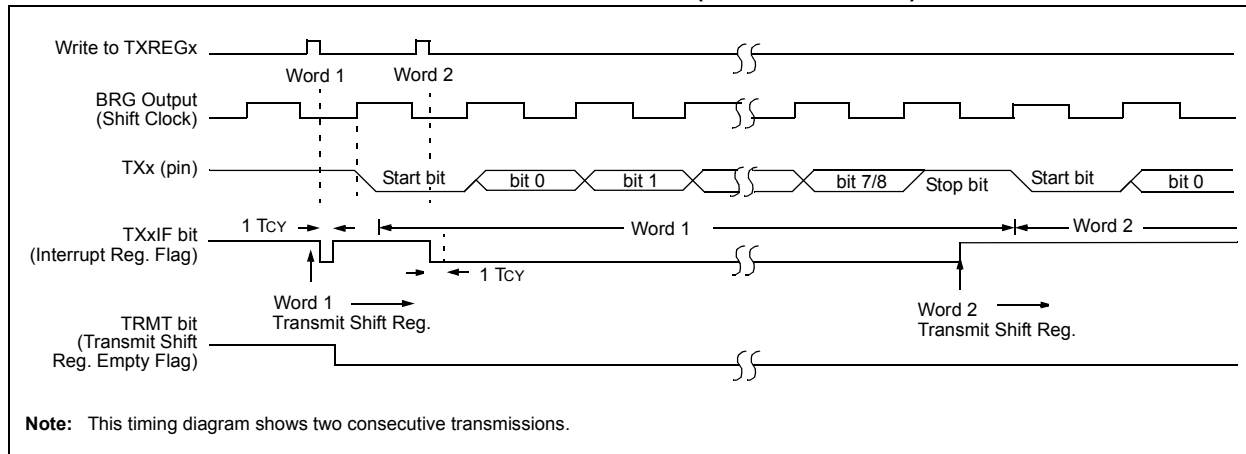 Write to TXREGx
Word 1
Word 2
BRG Output
(Shift Clock)
TXx (pin)
Start bit
bit 0
bit 1
bit 7/8
Stop bit
Start bit
bit 0
1 TCY
Word 1
Word 2
TXxIF bit
(Interrupt Reg. Flag)
1 TCY
Word 1
Transmit Shift Reg.
Word 2
Transmit Shift Reg.
TRMT bit
(Transmit Shift
Reg. Empty Flag)
Note: This timing diagram shows two consecutive transmissions.